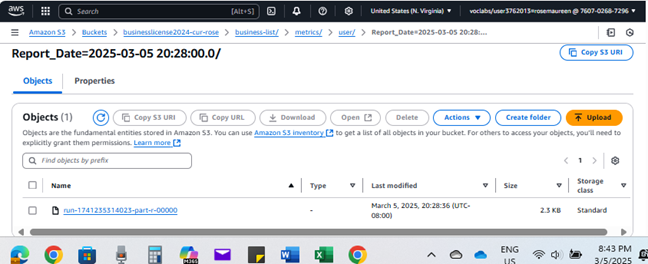 aws
Search
[Alt+S]
United States (N. Virginia)
voclabs/user3762013=rosemaureen @ 7607-0268-7296
Amazon S3
Buckets
businesslicense2024-cur-rose
business-list/
metrics/
user/
Report_Date=2025-03-05 20:28:...
Report_Date=2025-03-05 20:28:00.0/
Copy S3 URI
Objects
Properties
Objects (1)
Copy S3 URI
Copy URL
Download
Open
Delete
Actions
Create folder
Upload
Objects are the fundamental entities stored in Amazon S3. You can use Amazon S3 inventory to get a list of all objects in your bucket. For others to access your objects, you'll need to
explicitly grant them permissions. Learn more
Find objects by prefix
1
Name
Type
Last modified
Size
Storage
class
run-1741235314023-part-r-00000
-
March 5, 2025, 20:28:36 (UTC-
08:00)
2.3 KB
Standard
M365
ENG
US
8:43 PM
3/5/2025